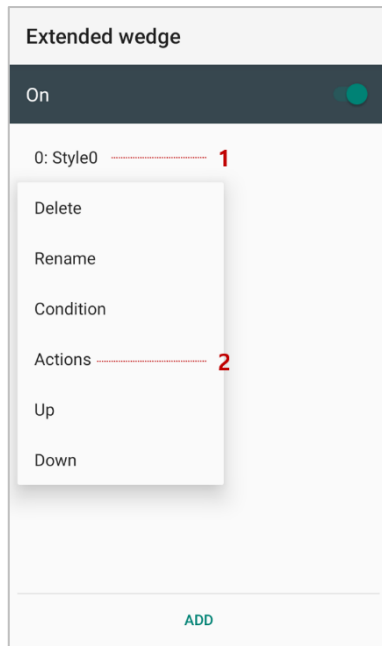 Extended wedge
On
0: Style0 1
Delete
Rename
Condition
Actions 2
Up
Down
ADD